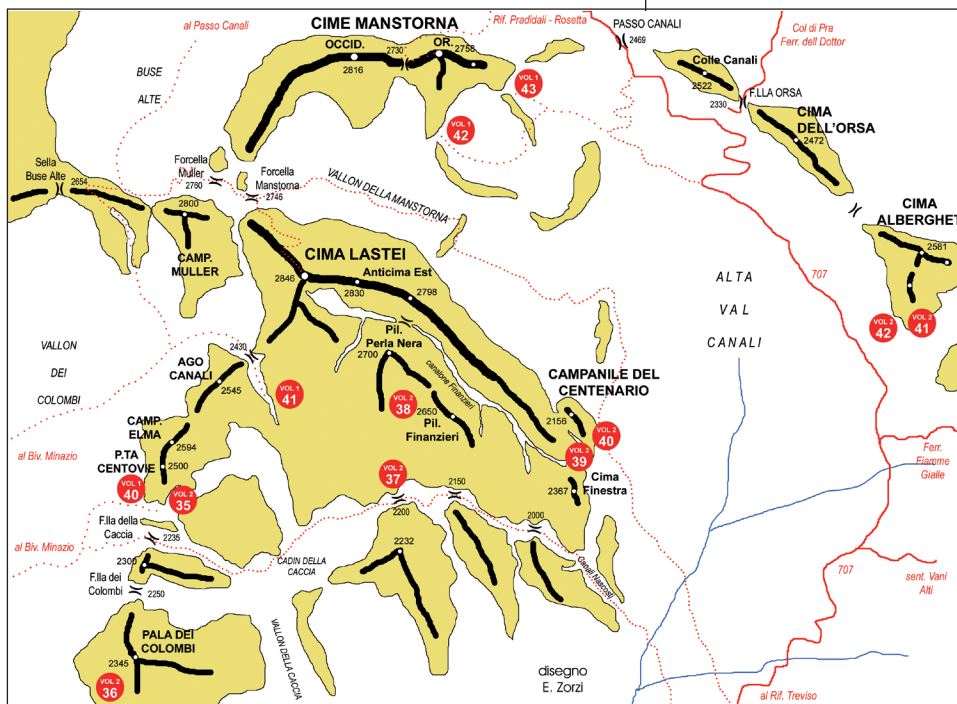 al Passo Canali
CIME MANSTORNA
Rif. Pradidali - Rosetta
PASSO CANALI
2469
Col di Pra
Ferr. dell Dottor
OCCID.
2730
OR.
2758
2816
BUSE
ALTE
Colle Canali
2522
2330
F.LLA ORSA
VOL 1
43
VOL 1
42
CIMA
DELL'ORSA
2472
Sella
Buse Alte
2654
Forcella
Muller
2760
Forcella
Manstorna
2746
VALLON DELLA MANSTORNA
2800
CAMP.
MULLER
CIMA LASTEI
2846
Anticima Est
2830
2798
CIMA
ALBERGHET
2581
707
ALTA
VAL
CANALI
VOL 2
42
VOL 2
41
VALLON
DEI
COLOMBI
2430
AGO
CANALI
2545
VOL 1
41
Pil.
Perla Nera
2700
canalone Finanzieri
VOL 2
38
2650
Pil.
Finanzieri
CAMPANILE DEL
CENTENARIO
2156
VOL 2
40
VOL 2
39
CAMP.
ELMA
2594
P.TA
CENTOVIE
2500
al Biv. Minazio
VOL 1
40
VOL 2
35
VOL 2
37
2150
2200
Cima
Finestra
2367
2000
Ferr.
Fiamme
Gialle
F.lla della
Caccia
2235
al Biv. Minazio
2300
F.lla dei
Colombi
2250
CADIN DELLA
CACCIA
2232
Canali Nascosti
707
sent. Vani
Alti
VALLON DELLA CACCIA
PALA DEI
COLOMBI
2345
VOL 2
36
disegno
E. Zorzi
al Rif. Treviso